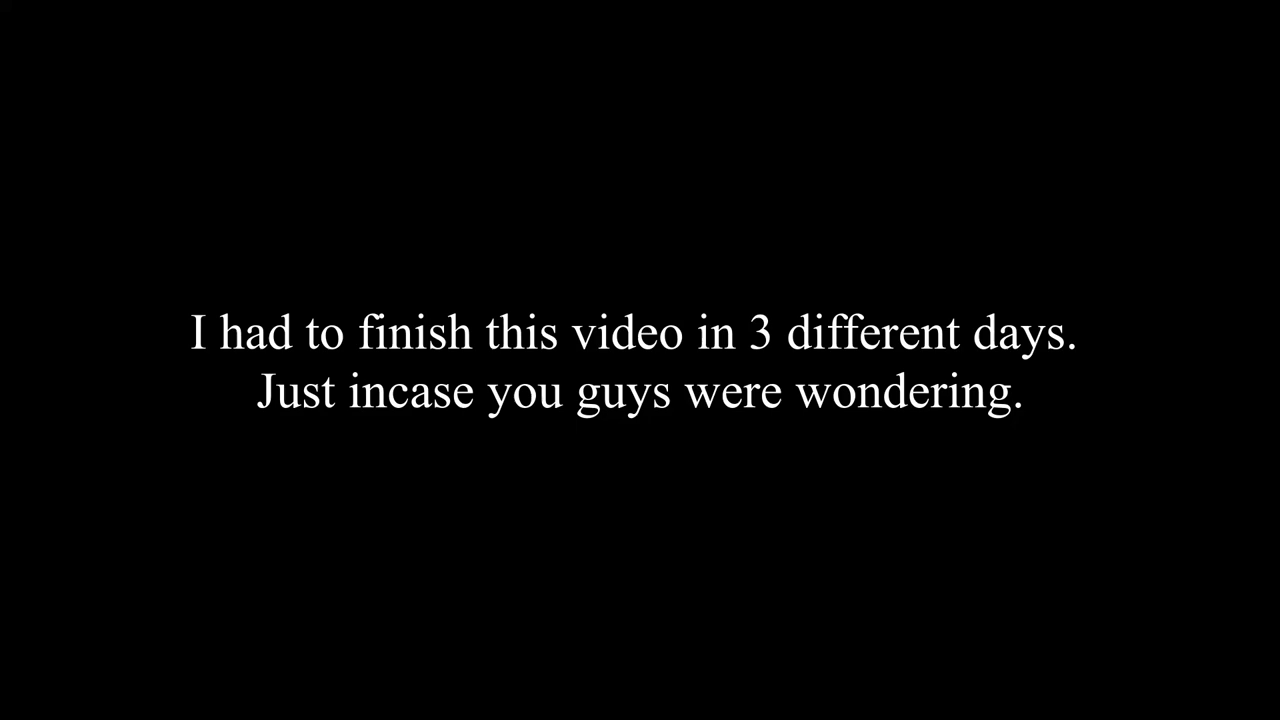 I had to finish this video in 3 different days.
Just incase you guys were wondering.